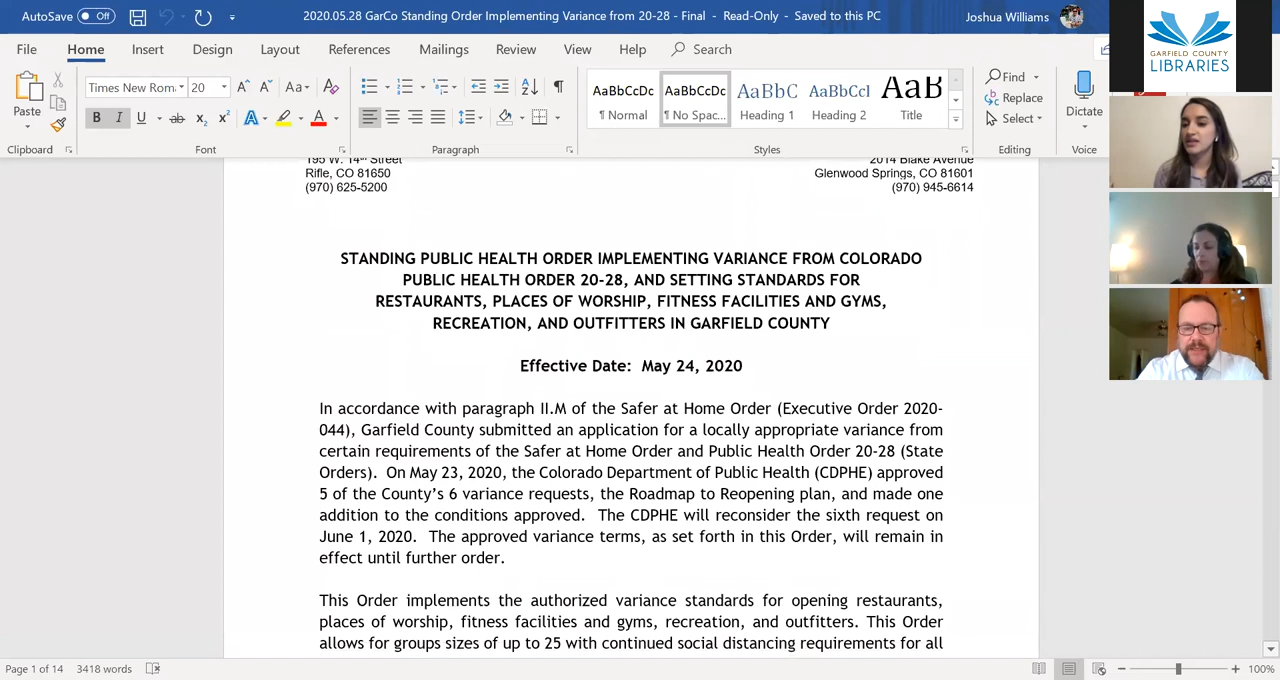 AutoSave Off 2020.05.28 GarCo Standing Order Implementing Variance from 20-28 - Final - Read-Only - Saved to this PC Joshua Williams
File Home Insert Design Layout References Mailings Review View Help Search
Paste
Times New Rom 20 Aa
B I U ab x2 x2 A A
AaBbCcDc AaBbCcDc AaBbC AaBbCcI AaB
¶ Normal ¶ No Spac... Heading 1 Heading 2 Title
Find
Replace
Select
Dictate
Clipboard Font Paragraph Styles Editing Voice
GARFIELD COUNTY
LIBRARIES
195 W. 14th Street 2014 Blake Avenue
Rifle, CO 81650 Glenwood Springs, CO 81601
(970) 625-5200 (970) 945-6614
STANDING PUBLIC HEALTH ORDER IMPLEMENTING VARIANCE FROM COLORADO
PUBLIC HEALTH ORDER 20-28, AND SETTING STANDARDS FOR
RESTAURANTS, PLACES OF WORSHIP, FITNESS FACILITIES AND GYMS,
RECREATION, AND OUTFITTERS IN GARFIELD COUNTY
Effective Date: May 24, 2020
In accordance with paragraph II.M of the Safer at Home Order (Executive Order 2020-
044), Garfield County submitted an application for a locally appropriate variance from
certain requirements of the Safer at Home Order and Public Health Order 20-28 (State
Orders). On May 23, 2020, the Colorado Department of Public Health (CDPHE) approved
5 of the County's 6 variance requests, the Roadmap to Reopening plan, and made one
addition to the conditions approved. The CDPHE will reconsider the sixth request on
June 1, 2020. The approved variance terms, as set forth in this Order, will remain in
effect until further order.
This Order implements the authorized variance standards for opening restaurants,
places of worship, fitness facilities and gyms, recreation, and outfitters. This Order
allows for groups sizes of up to 25 with continued social distancing requirements for all
Page 1 of 14 3418 words 100%